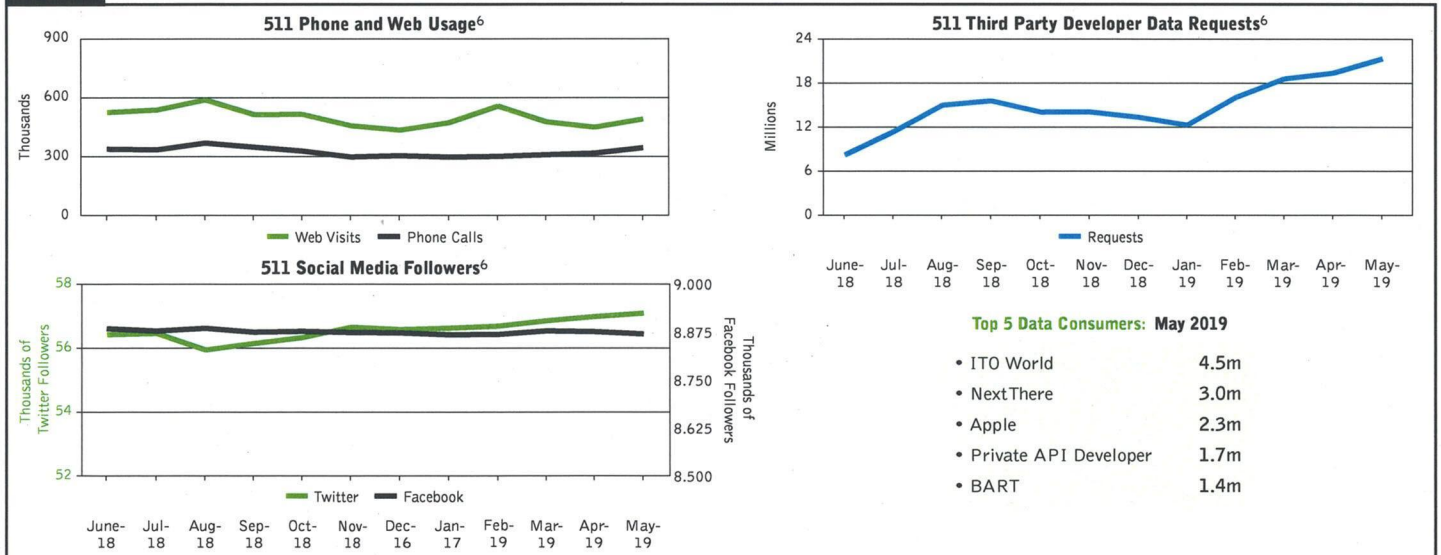 511 Phone and Web Usage⁶
900
600
300
0
Thousands
Web Visits Phone Calls
511 Social Media Followers⁶
58
56
54
52
Thousands of
Twitter Followers
9.000
8.875
8.750
8.625
8.500
Thousands of
Facebook Followers
Twitter Facebook
June- Jul- Aug- Sep- Oct- Nov- Dec- Jan- Feb- Mar- Apr- May-
18 18 18 18 18 18 16 17 19 19 19 19
511 Third Party Developer Data Requests⁶
24
18
12
6
0
Millions
Requests
June- Jul- Aug- Sep- Oct- Nov- Dec- Jan- Feb- Mar- Apr- May-
18 18 18 18 18 18 18 19 19 19 19 19
Top 5 Data Consumers: May 2019
• ITO World 4.5m
• NextThere 3.0m
• Apple 2.3m
• Private API Developer 1.7m
• BART 1.4m